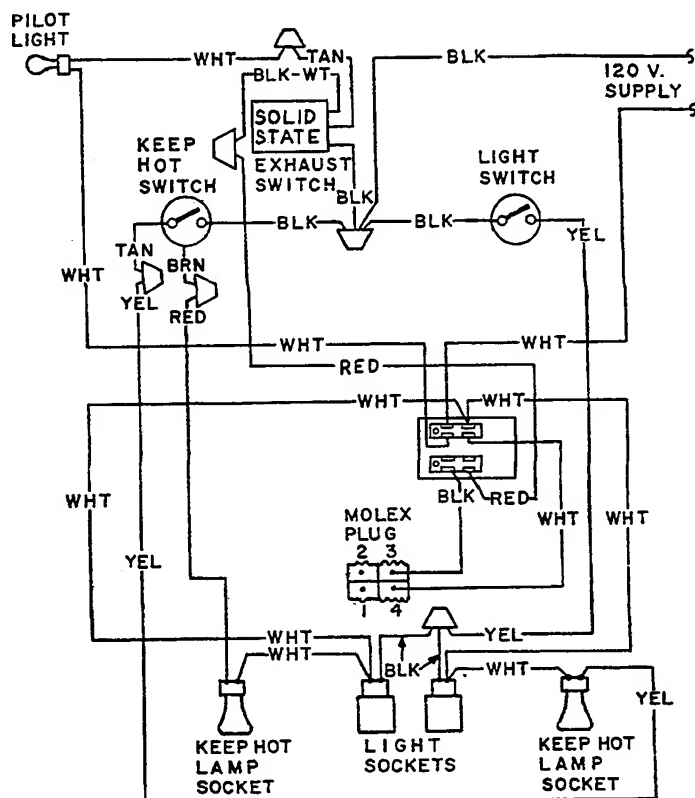 PILOT
LIGHT
WHT
TAN
BLK-WT
BLK
120 V.
SUPPLY
SOLID
STATE
KEEP
HOT
SWITCH
EXHAUST
SWITCH
LIGHT
SWITCH
BLK
BLK
BLK
YEL
TAN
BRN
WHT
YEL
RED
WHT
WHT
RED
WHT
WHT
WHT
BLK
RED
WHT
WHT
MOLEX
PLUG
2 3
YEL
1 4
WHT
WHT
YEL
BLK
WHT
YEL
KEEP HOT
LAMP
SOCKET
LIGHT
SOCKETS
KEEP HOT
LAMP
SOCKET